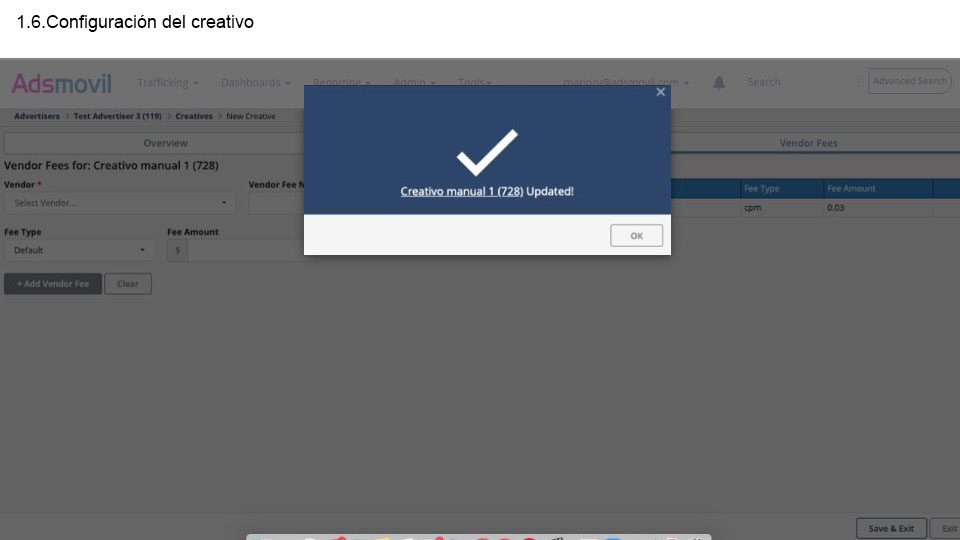 1.6.Configuración del creativo
Adsmovil
Trafficking
Dashboards
Reporting
Admin
Tools
mariory@adsmovil.com
Search
Advanced Search
Advertisers > Test Advertiser 3 (119) > Creatives > New Creative
Overview
Vendor Fees
Vendor Fees for: Creativo manual 1 (728)
Vendor *
Vendor Fee N
Select Vendor...
Fee Type
Fee Amount
cpm
0.03
Fee Type
Fee Amount
Default
$
+ Add Vendor Fee
Clear
Creativo manual 1 (728) Updated!
OK
Save & Exit
Exit